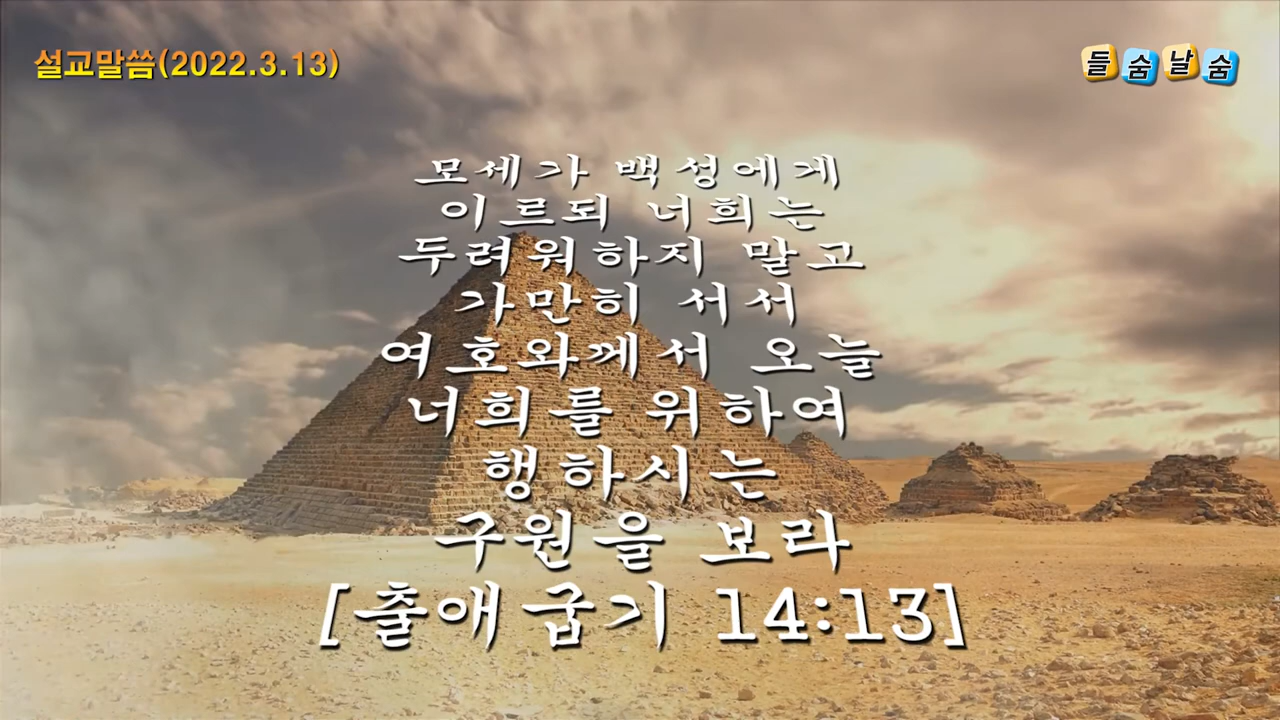 설교말씀(2022.3.13)
들숨날숨
모세가 백성에게
이르되 너희는
두려워하지 말고
가만히 서서
여호와께서 오늘
너희를 위하여
행하시는
구원을 보라
[출애굽기 14:13]